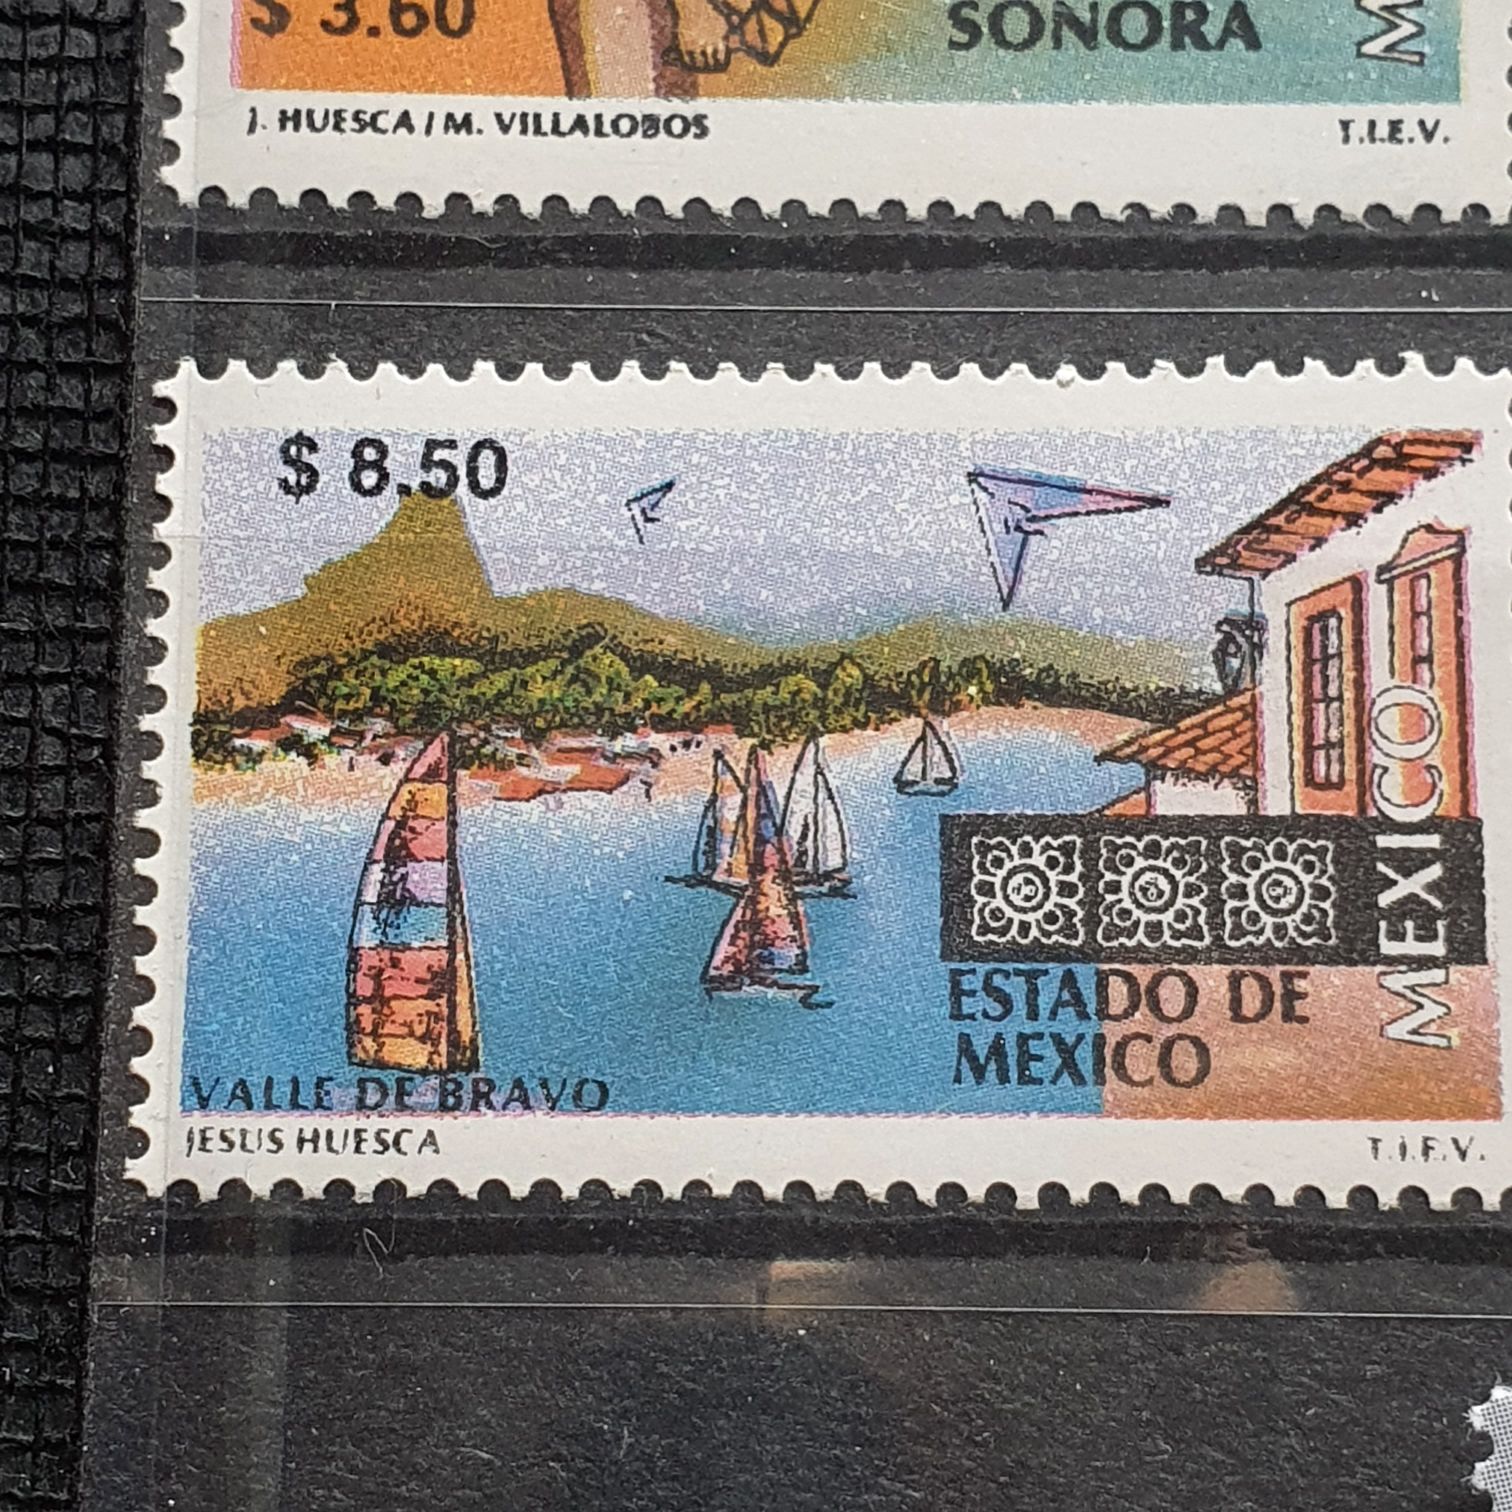 $ 3.60
SONORA
M
J. HUESCA / M. VILLALOBOS
T.I.E.V.
$ 8.50
MEXICO
ESTADO DE
MEXICO
VALLE DE BRAVO
JESUS HUESCA
T.I.E.V.